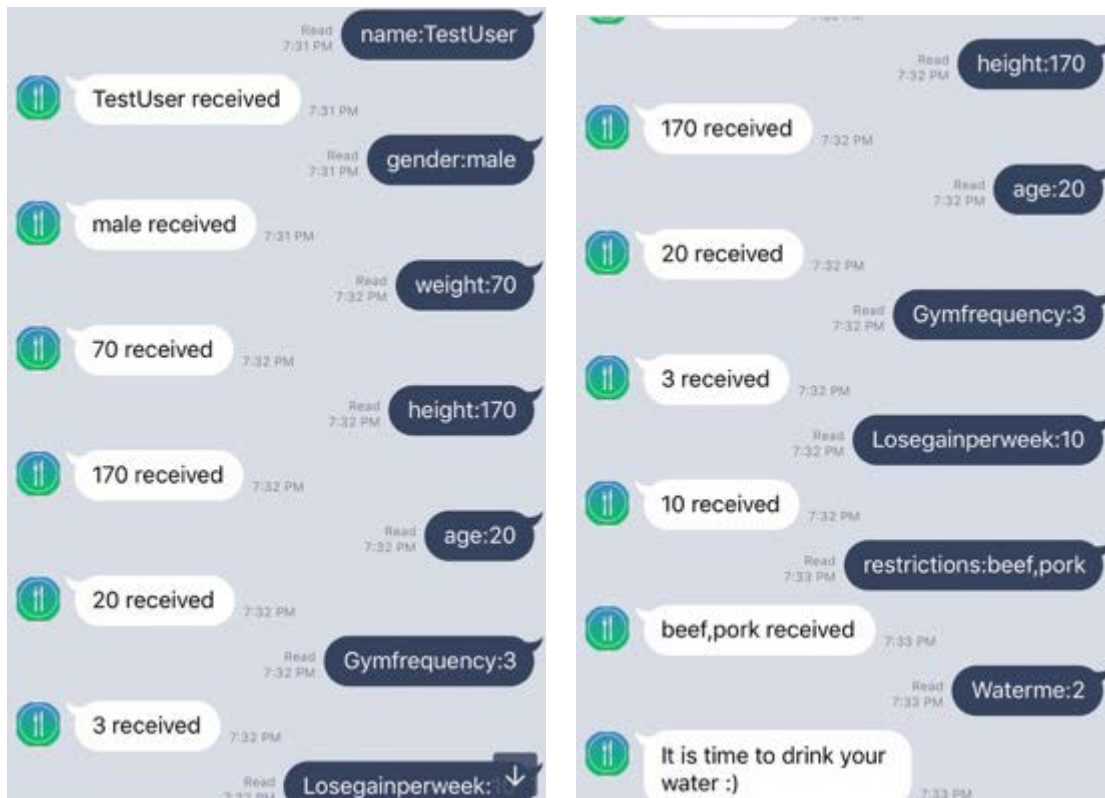 name:TestUser
Read
7:31 PM
TestUser received
7:31 PM
gender:male
Read
7:31 PM
male received
7:31 PM
weight:70
Read
7:32 PM
70 received
7:32 PM
height:170
Read
7:32 PM
170 received
7:32 PM
age:20
Read
7:32 PM
20 received
7:32 PM
Gymfrequency:3
Read
7:32 PM
3 received
7:32 PM
Losegainperweek:
Read
7:32 PM
height:170
Read
7:32 PM
170 received
7:32 PM
age:20
Read
7:32 PM
20 received
7:32 PM
Gymfrequency:3
Read
7:32 PM
3 received
7:32 PM
Losegainperweek:10
Read
7:32 PM
10 received
7:32 PM
restrictions:beef,pork
Read
7:33 PM
beef,pork received
7:33 PM
Waterme:2
Read
7:33 PM
It is time to drink your
water :)
7:33 PM